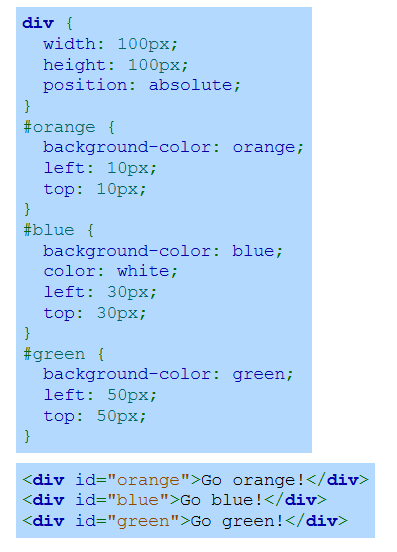 div {
  width: 100px;
  height: 100px;
  position: absolute;
}
#orange {
  background-color: orange;
  left: 10px;
  top: 10px;
}
#blue {
  background-color: blue;
  color: white;
  left: 30px;
  top: 30px;
}
#green {
  background-color: green;
  left: 50px;
  top: 50px;
}
<div id="orange">Go orange!</div>
<div id="blue">Go blue!</div>
<div id="green">Go green!</div>